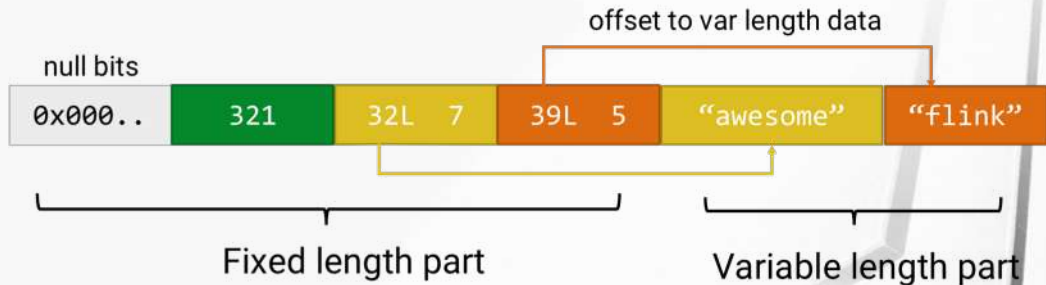 offset to var length data
null bits
0x000.. 321 32L 7 39L 5 “awesome” “flink”
Fixed length part Variable length part